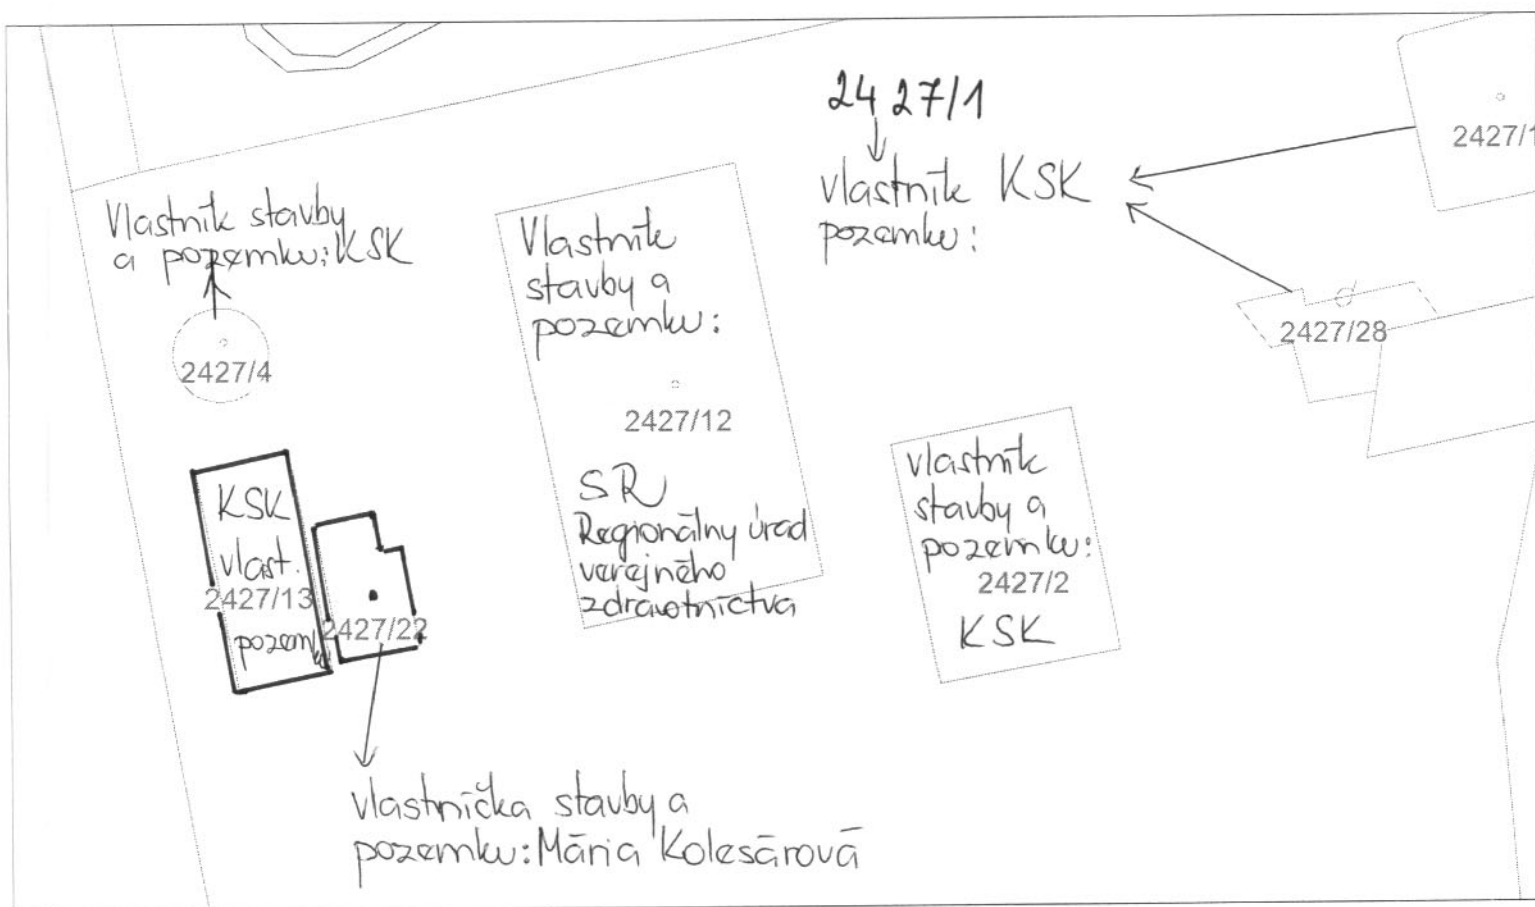 2427/1
vlastník KSK
pozemku:
2427/1
Vlastník stavby
a pozemku: KSK
2427/4
Vlastník
stavby a
pozemku:
2427/12
SR
Regionálny úrad
verejného
zdravotníctva
2427/28
vlastník
stavby a
pozemku:
2427/2
KSK
KSK
vlast.
2427/13
pozemku
2427/22
vlastníčka stavby a
pozemku: Mária Kolesárová